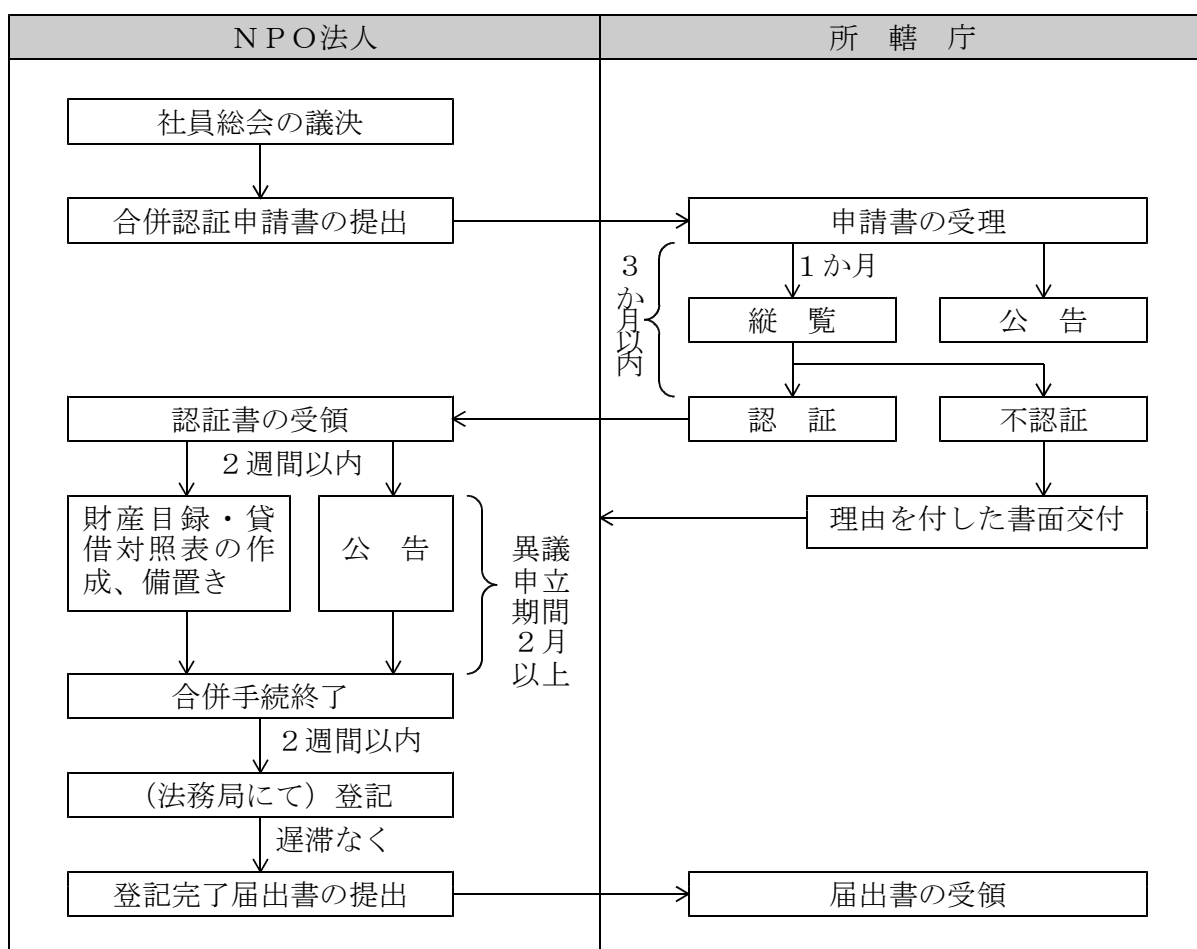 ＮＰＯ法人
所　轄　庁
社員総会の議決
合併認証申請書の提出
申請書の受理
３か月以内
１か月
縦　覧
公　告
認証書の受領
認　証
不認証
２週間以内
財産目録・貸
借対照表の作
成、備置き
公　告
異議
申立
期間
２月
以上
理由を付した書面交付
合併手続終了
２週間以内
（法務局にて）登記
遅滞なく
登記完了届出書の提出
届出書の受領